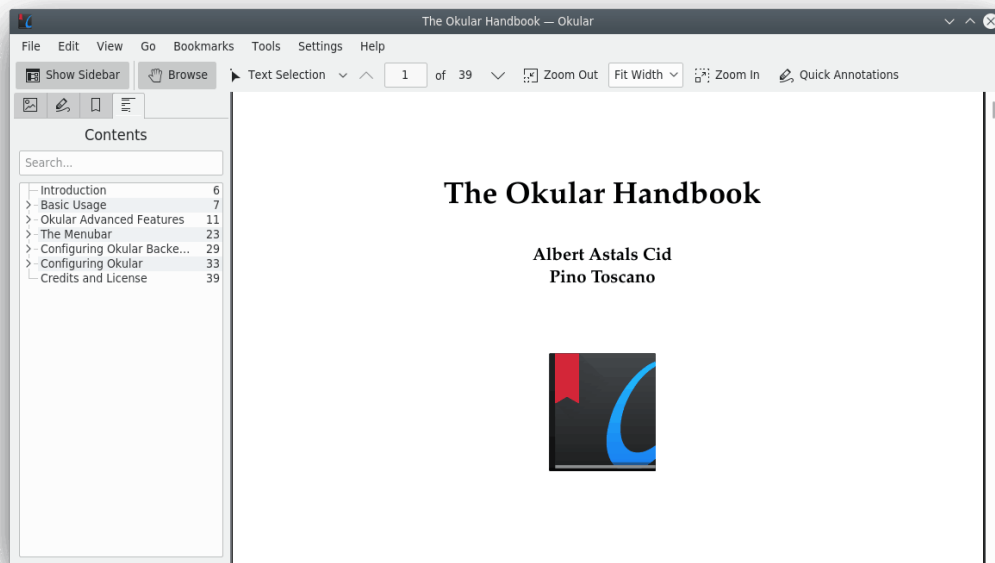 The Okular Handbook — Okular
File Edit View Go Bookmarks Tools Settings Help
Show Sidebar Browse Text Selection 1 of 39 Zoom Out Fit Width Zoom In Quick Annotations
Contents
Search...
Introduction 6
Basic Usage 7
Okular Advanced Features 11
The Menubar 23
Configuring Okular Backe... 29
Configuring Okular 33
Credits and License 39
The Okular Handbook
Albert Astals Cid
Pino Toscano